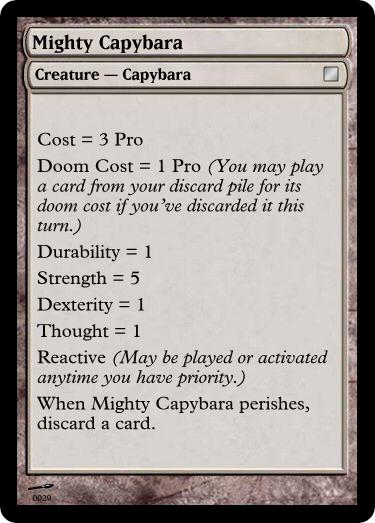 Mighty Capybara
Creature — Capybara
Cost = 3 Pro
Doom Cost = 1 Pro (You may play
a card from your discard pile for its
doom cost if you've discarded it this
turn.)
Durability = 1
Strength = 5
Dexterity = 1
Thought = 1
Reactive (May be played or activated
anytime you have priority.)
When Mighty Capybara perishes,
discard a card.
0029